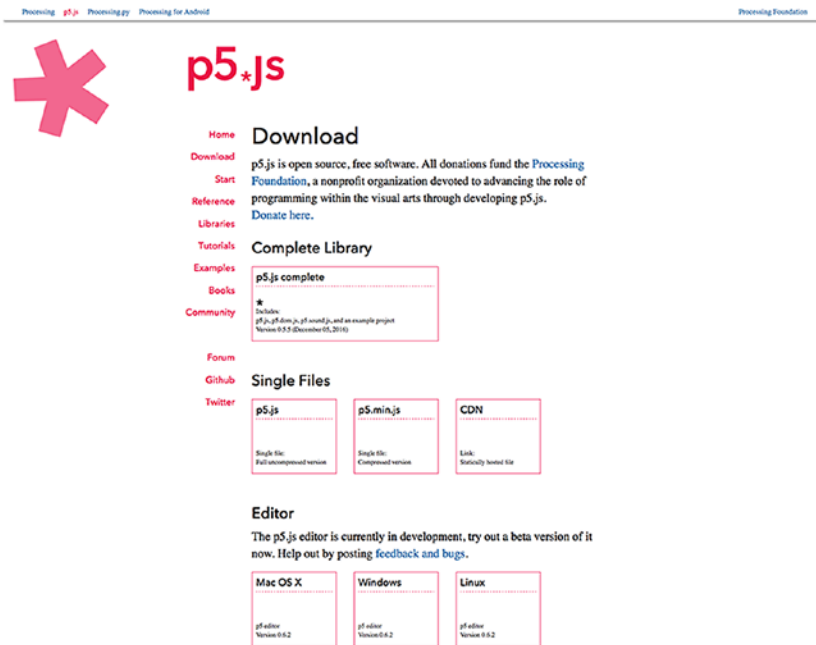 Processing p5.js Processing.py Processing for Android Processing Foundation
p5*js
Home
Download
Start
Reference
Libraries
Tutorials
Examples
Books
Community
Forum
Github
Twitter
Download
p5.js is open source, free software. All donations fund the Processing
Foundation, a nonprofit organization devoted to advancing the role of
programming within the visual arts through developing p5.js.
Donate here.
Complete Library
p5.js complete
Includes:
p5.js, p5.dom.js, p5.sound.js, and an example project
Version 0.5.5 (December 05, 2016)
Single Files
p5.js
Single file:
Full uncompressed version
p5.min.js
Single file:
Compressed version
CDN
Link:
Statically hosted file
Editor
The p5.js editor is currently in development, try out a beta version of it
now. Help out by posting feedback and bugs.
Mac OS X
p5 editor
Version 0.6.2
Windows
p5 editor
Version 0.6.2
Linux
p5 editor
Version 0.6.2